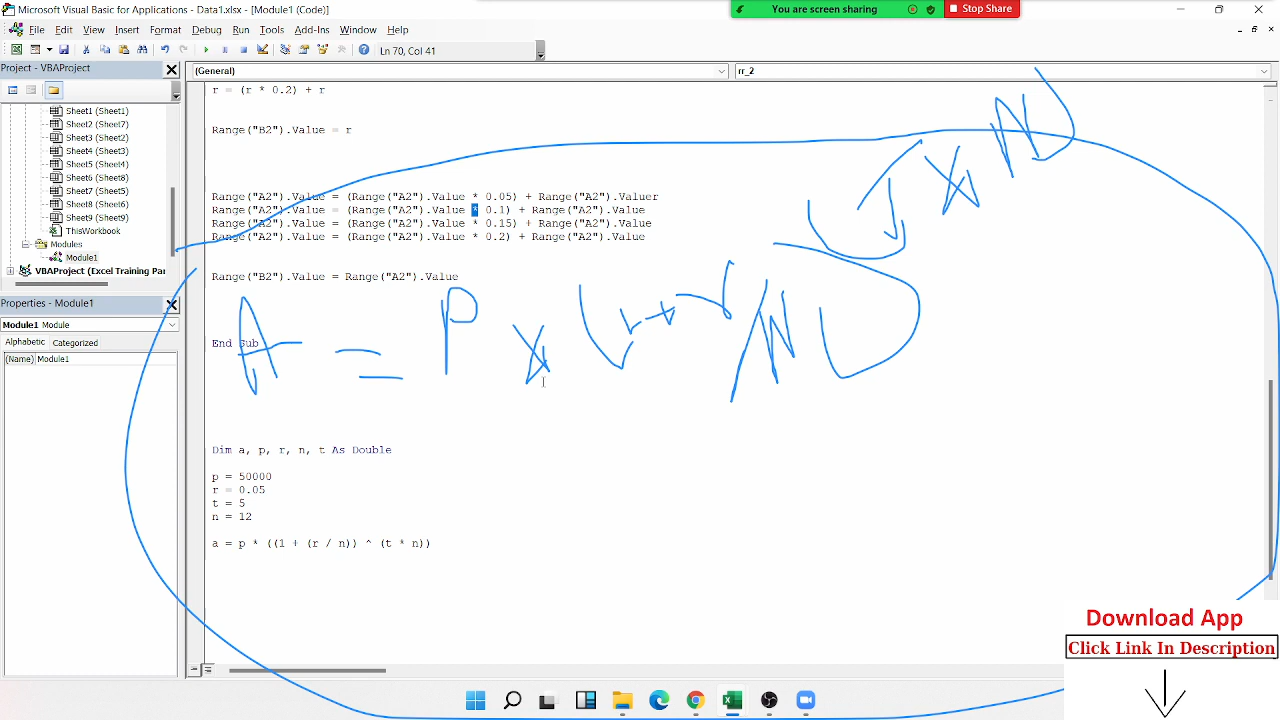 Microsoft Visual Basic for Applications - Data1.xlsx - [Module1 (Code)]
You are screen sharing
Stop Share
File Edit View Insert Format Debug Run Tools Add-Ins Window Help
Ln 70, Col 41
Project - VBAProject
(General)
rr_2
Sheet1 (Sheet1)
Sheet2 (Sheet7)
Sheet3 (Sheet2)
Sheet4 (Sheet3)
Sheet5 (Sheet4)
Sheet6 (Sheet8)
Sheet7 (Sheet5)
Sheet8 (Sheet6)
Sheet9 (Sheet9)
ThisWorkbook
Modules
Module1
VBAProject (Excel Training Par
Properties - Module1
Module1 Module
Alphabetic Categorized
(Name) Module1
r = (r * 0.2) + r
Range("B2").Value = r
Range("A2").Value = (Range("A2").Value * 0.05) + Range("A2").Valuer
Range("A2").Value = (Range("A2").Value * 0.1) + Range("A2").Value
Range("A2").Value = (Range("A2").Value * 0.15) + Range("A2").Value
Range("A2").Value = (Range("A2").Value * 0.2) + Range("A2").Value
Range("B2").Value = Range("A2").Value
End Sub
A = P x
Dim a, p, r, n, t As Double
p = 50000
r = 0.05
t = 5
n = 12
a = p * ((1 + (r / n)) ^ (t * n))
Download App
Click Link In Description